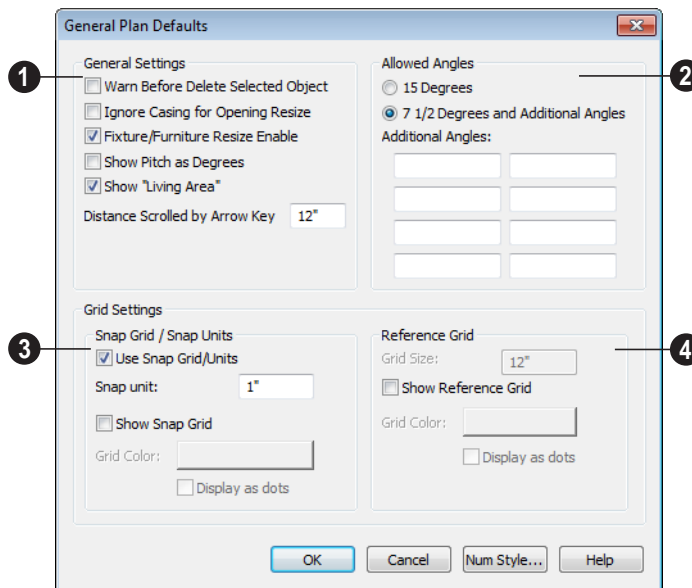 General Plan Defaults
General Settings
1
Warn Before Delete Selected Object
Ignore Casing for Opening Resize
Fixture/Furniture Resize Enable
Show Pitch as Degrees
Show "Living Area"
Distance Scrolled by Arrow Key 12"
Allowed Angles
2
15 Degrees
7 1/2 Degrees and Additional Angles
Additional Angles:
Grid Settings
Snap Grid / Snap Units
3
Use Snap Grid/Units
Snap unit: 1"
Show Snap Grid
Grid Color:
Display as dots
Reference Grid
4
Grid Size: 12"
Show Reference Grid
Grid Color:
Display as dots
OK Cancel Num Style... Help